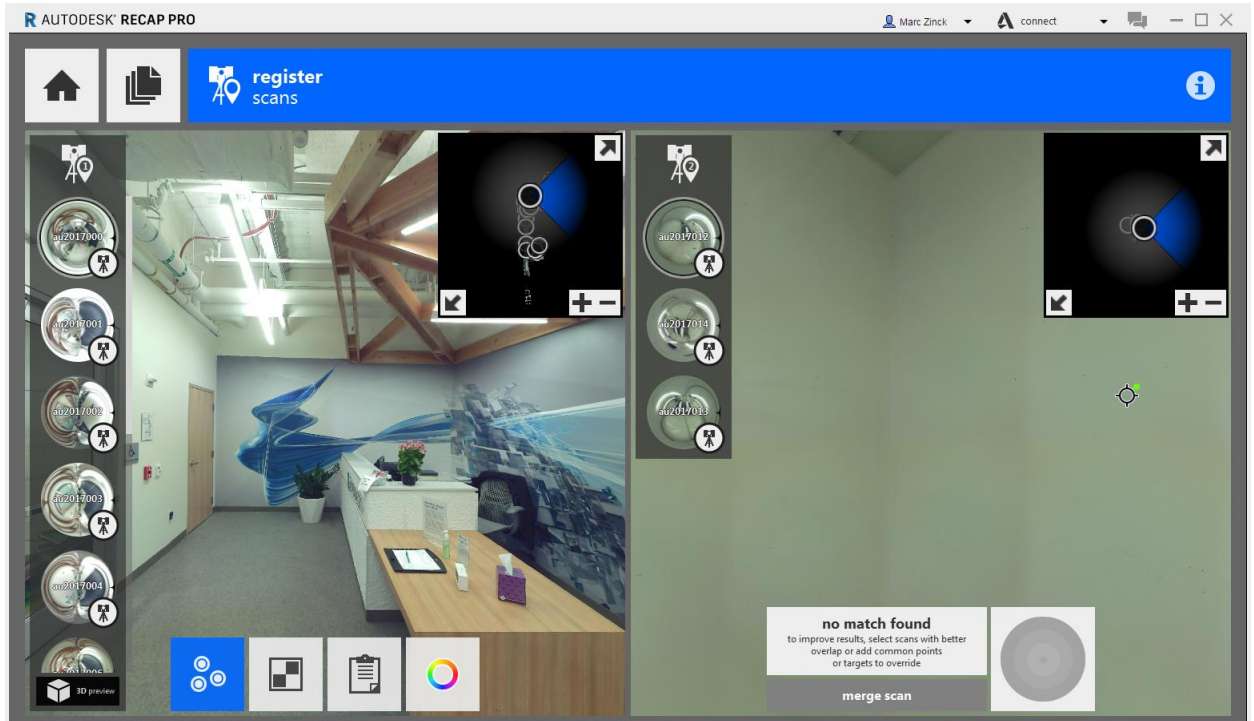 AUTODESK® RECAP PRO
Marc Zinck
connect
register
scans
1
au2017000
au2017001
au2017002
au2017003
au2017004
3D preview
2
au2017012
au2017014
au2017013
no match found
to improve results, select scans with better
overlap or add common points
or targets to override
merge scan